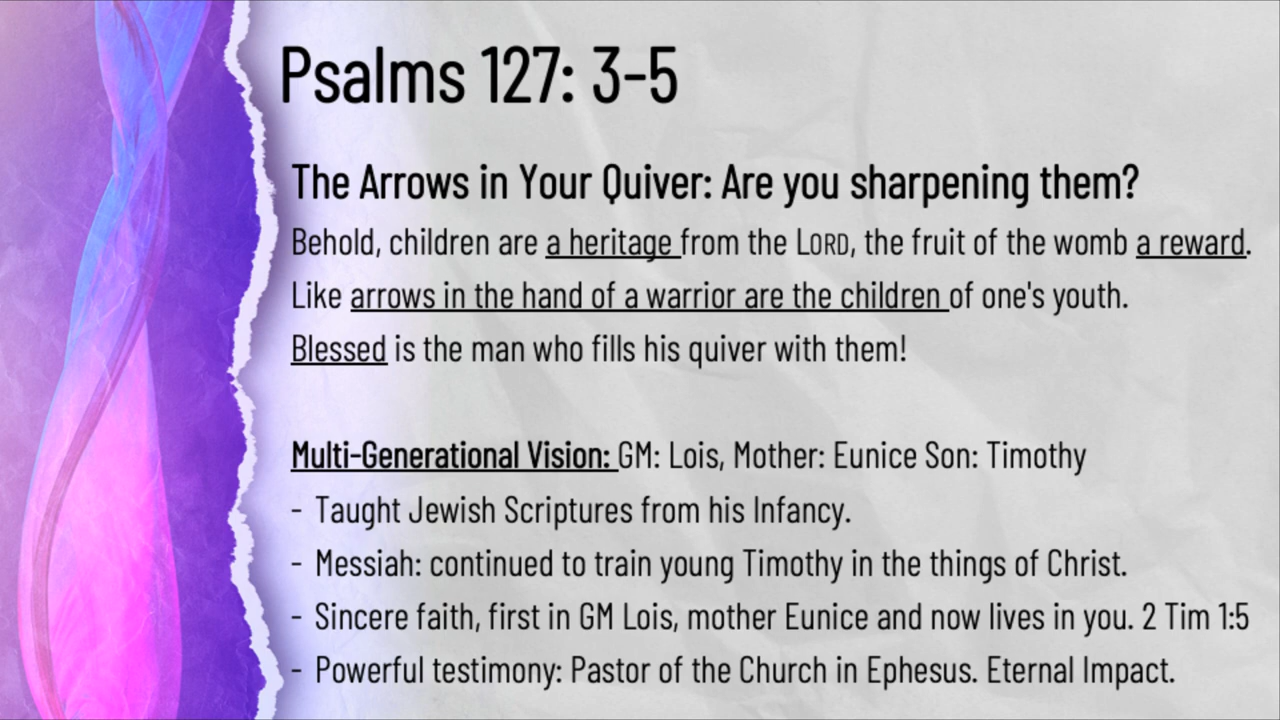 Psalms 127: 3-5
The Arrows in Your Quiver: Are you sharpening them?
Behold, children are a heritage from the LORD, the fruit of the womb a reward.
Like arrows in the hand of a warrior are the children of one's youth.
Blessed is the man who fills his quiver with them!
Multi-Generational Vision: GM: Lois, Mother: Eunice Son: Timothy
- Taught Jewish Scriptures from his Infancy.
- Messiah: continued to train young Timothy in the things of Christ.
- Sincere faith, first in GM Lois, mother Eunice and now lives in you. 2 Tim 1:5
- Powerful testimony: Pastor of the Church in Ephesus. Eternal Impact.